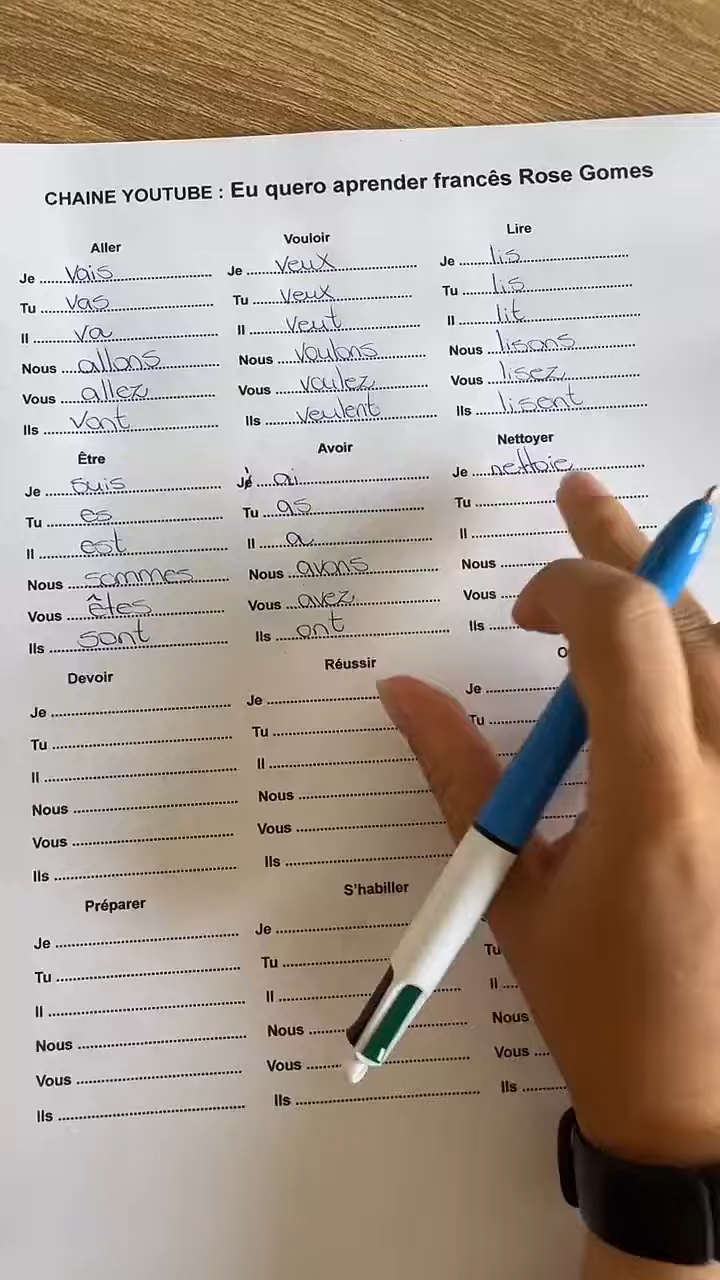 CHAINE YOUTUBE : Eu quero aprender francês Rose Gomes
Aller
Je vais
Tu vas
Il va
Nous allons
Vous allez
Ils vont
Vouloir
Je veux
Tu veux
Il veut
Nous voulons
Vous voulez
Ils veulent
Lire
Je lis
Tu lis
Il lit
Nous lisons
Vous lisez
Ils lisent
Être
Je suis
Tu es
Il est
Nous sommes
Vous êtes
Ils sont
Avoir
J' ai
Tu as
Il a
Nous avons
Vous avez
Ils ont
Nettoyer
Je nettoie
Tu
Il
Nous
Vous
Ils
Devoir
Je
Tu
Il
Nous
Vous
Ils
Réussir
Je
Tu
Il
Nous
Vous
Ils
Je
Tu
Préparer
Je
Tu
Il
Nous
Vous
Ils
S'habiller
Je
Tu
Il
Nous
Vous
Ils
Tu
Il
Nous
Vous
Ils